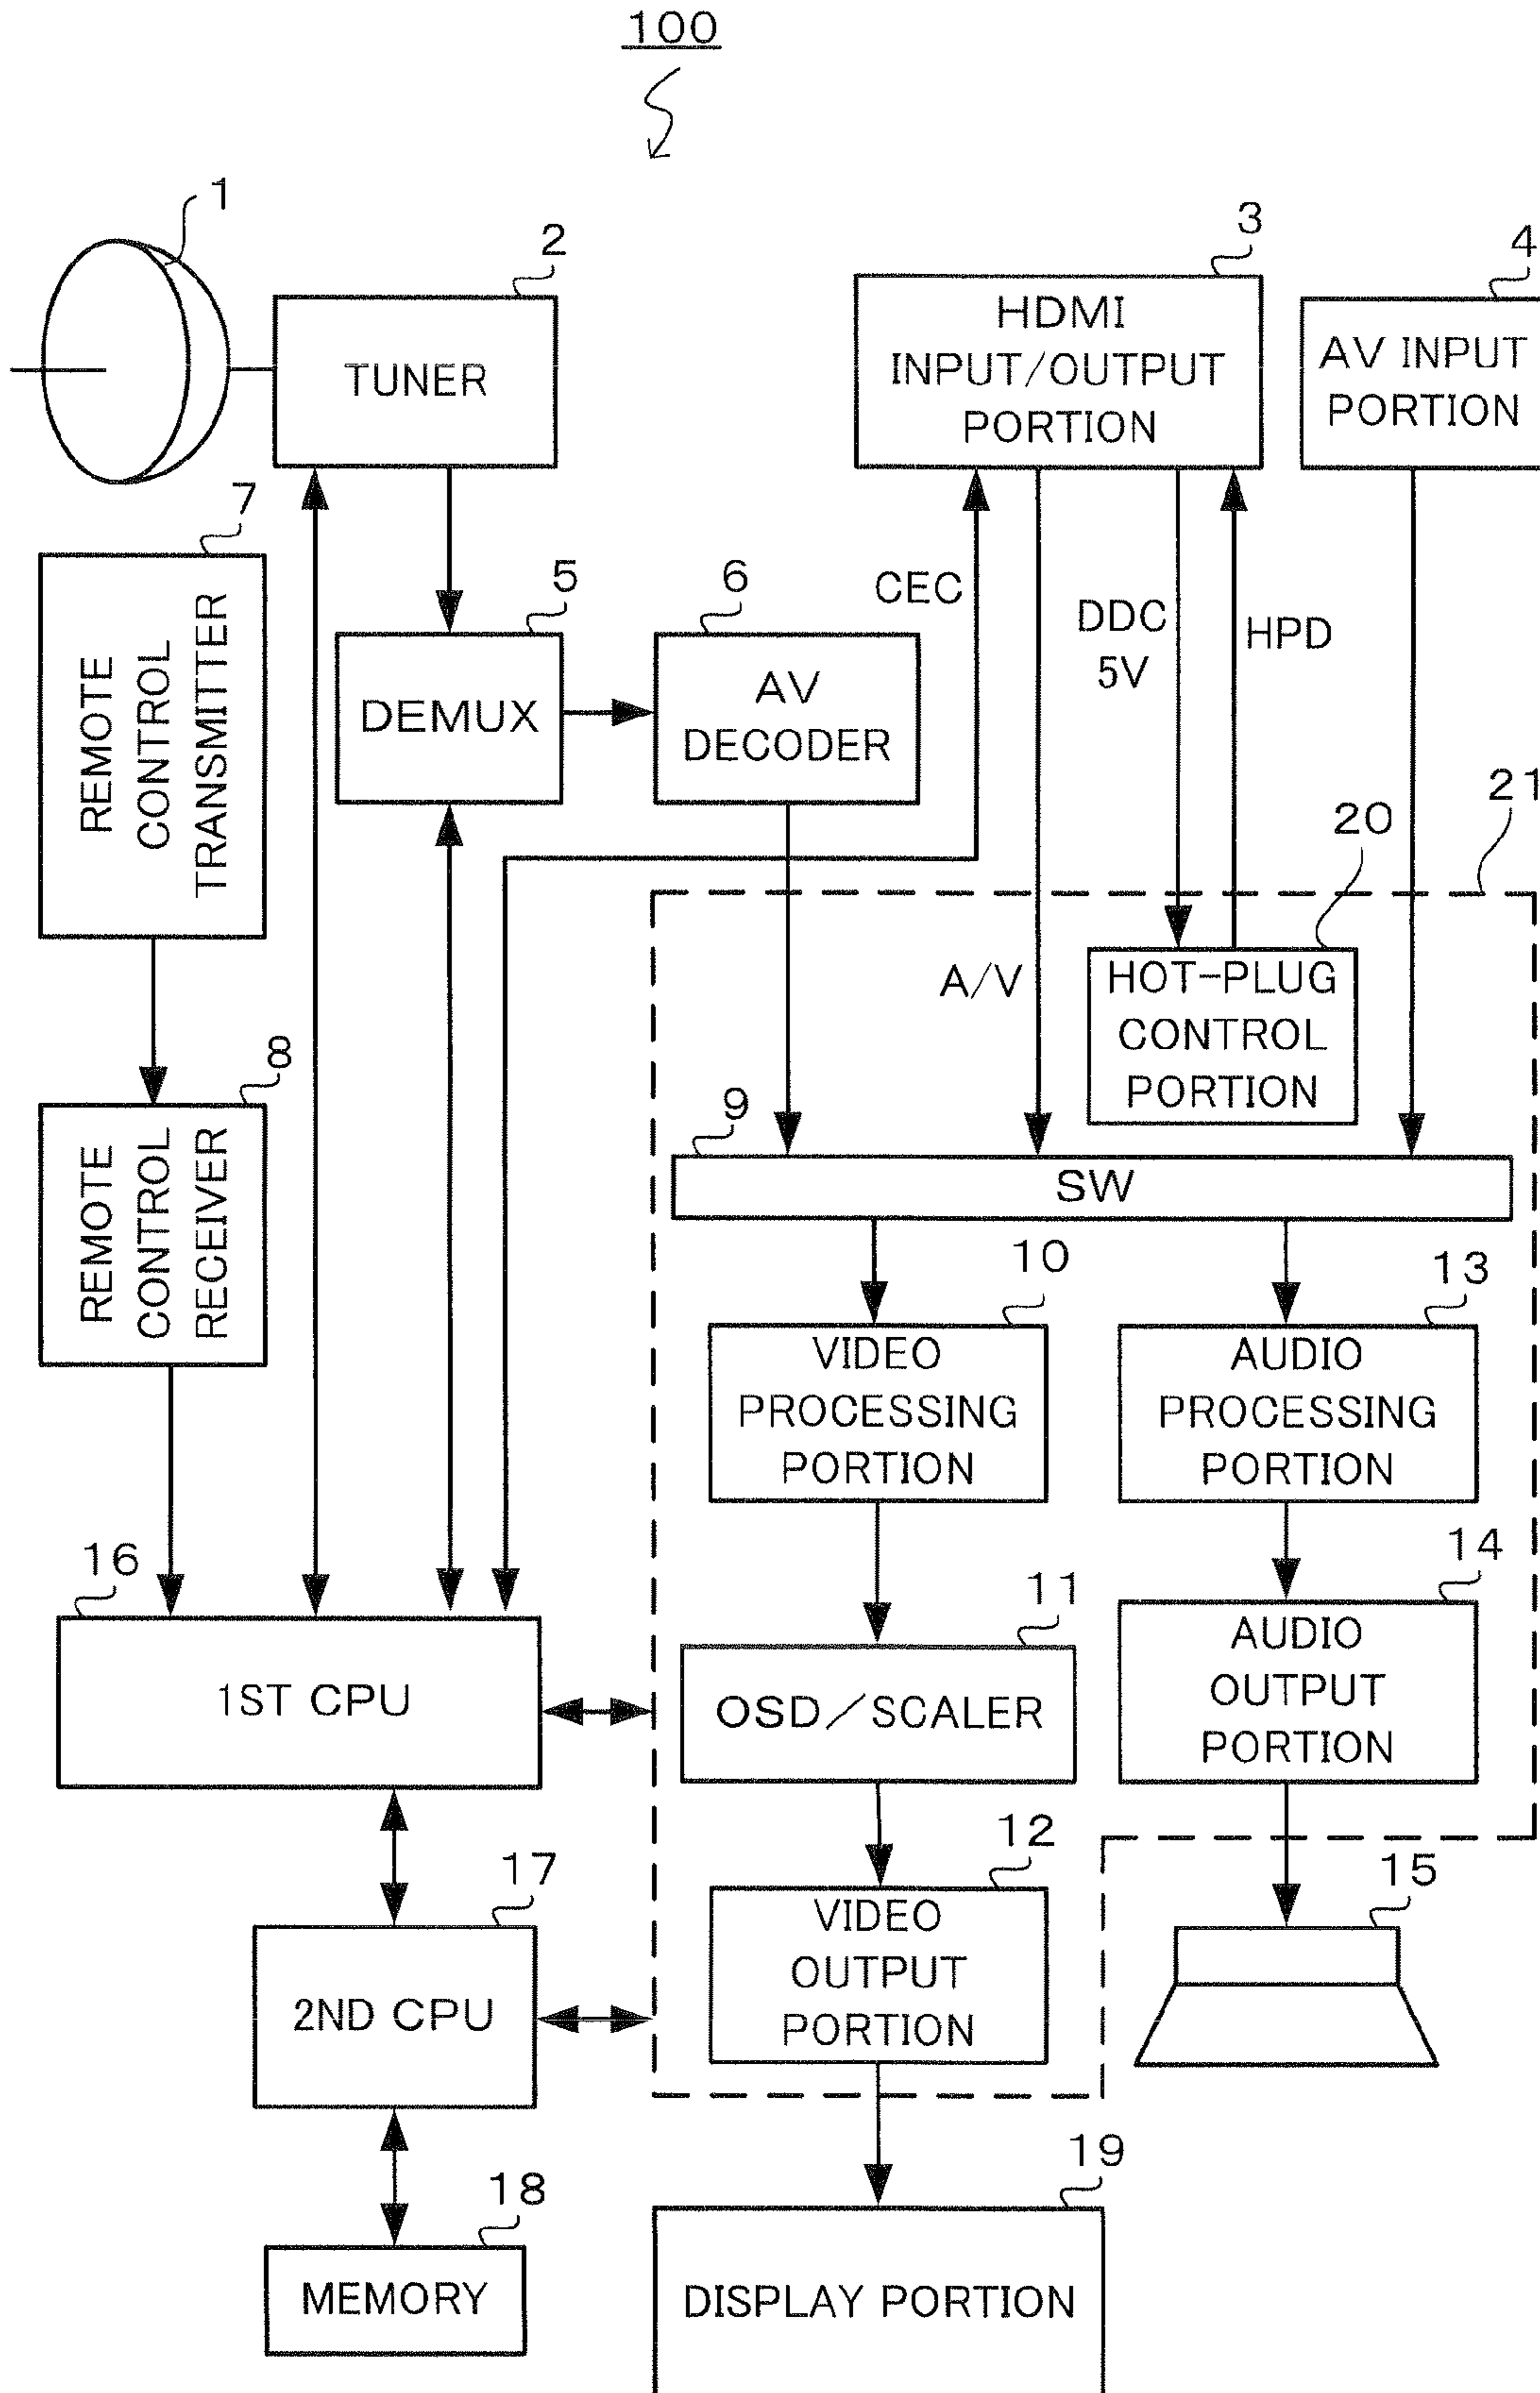 100
1
2
TUNER
3
HDMI
INPUT/OUTPUT
PORTION
4
AV INPUT
PORTION
7
REMOTE
CONTROL
TRANSMITTER
5
DEMUX
6
AV
DECODER
CEC
DDC
5V
HPD
21
20
HOT-PLUG
CONTROL
PORTION
A/V
8
REMOTE
CONTROL
RECEIVER
9
SW
10
VIDEO
PROCESSING
PORTION
13
AUDIO
PROCESSING
PORTION
16
1ST CPU
11
OSD/SCALER
14
AUDIO
OUTPUT
PORTION
17
2ND CPU
12
VIDEO
OUTPUT
PORTION
15
18
MEMORY
19
DISPLAY PORTION